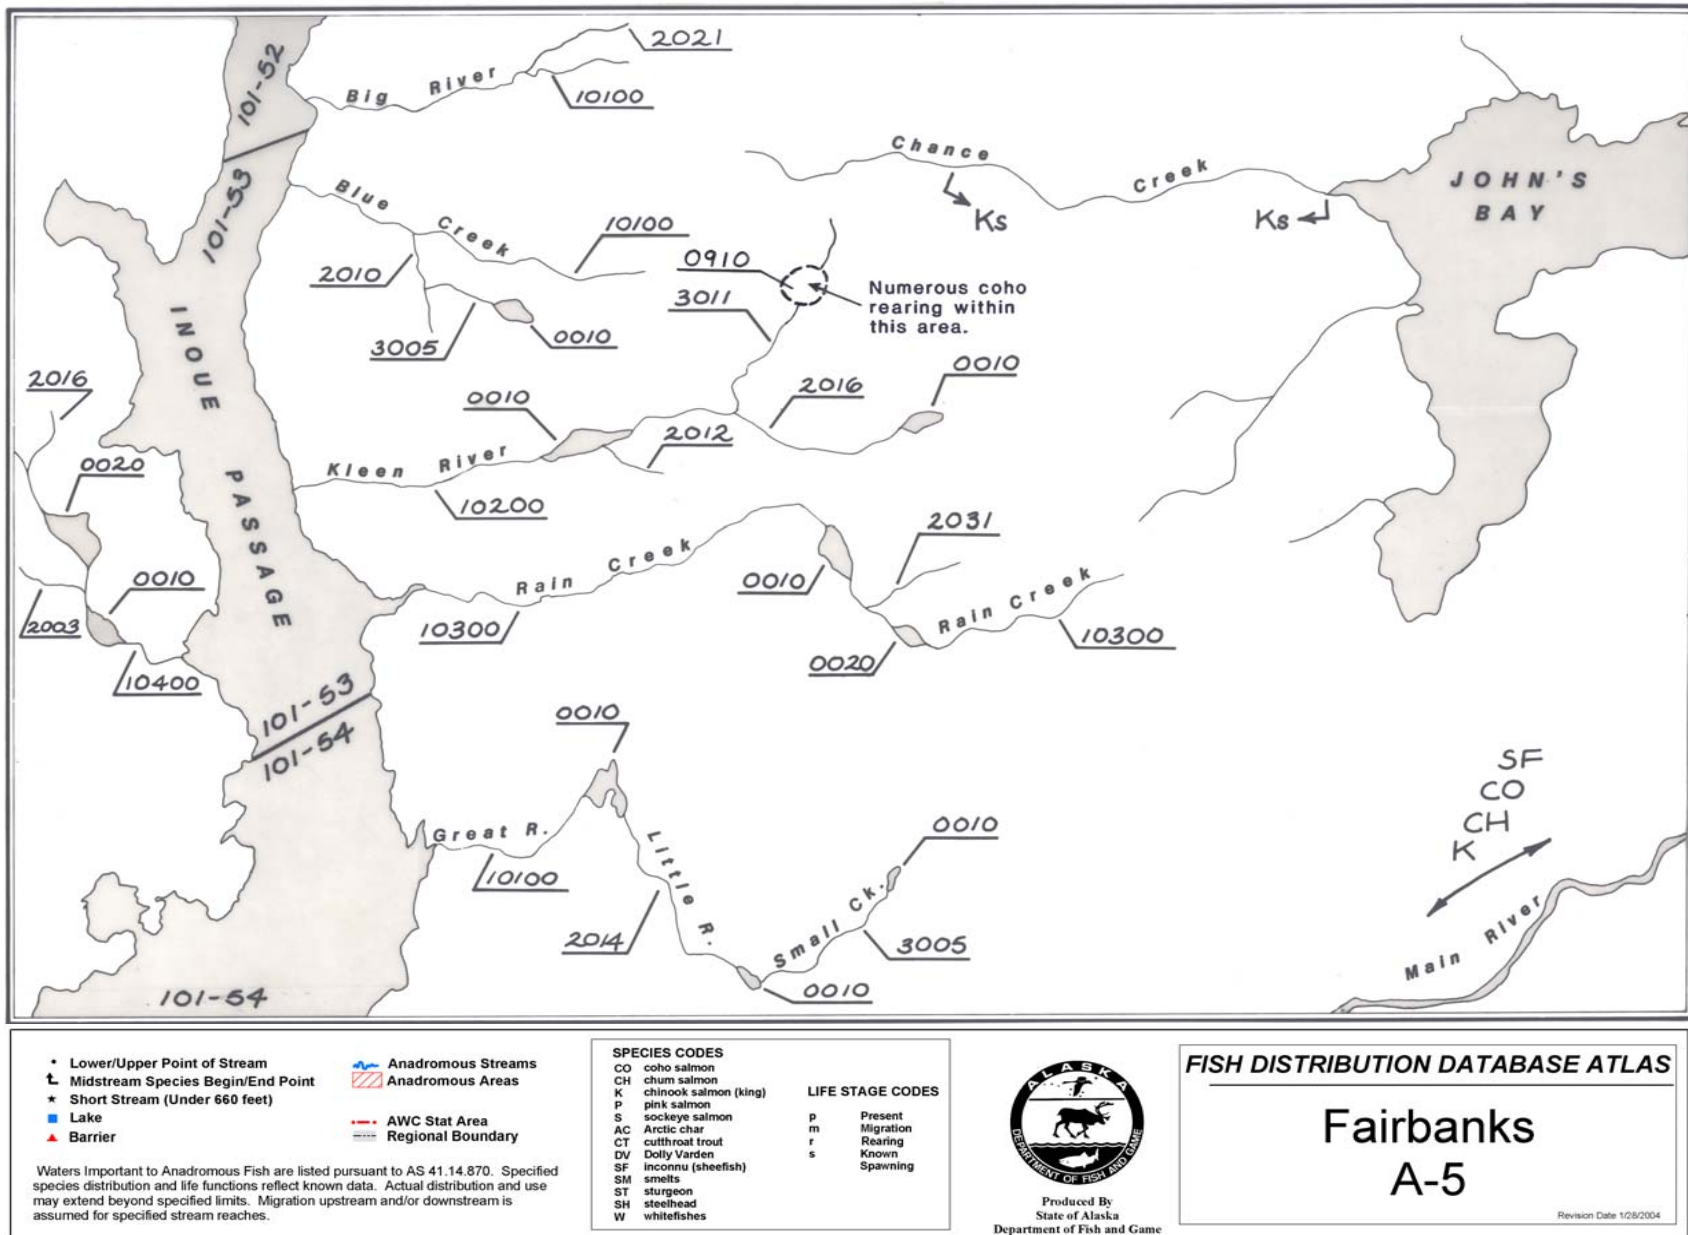 101-52
Big River
2021
10100
101-53
Chance Creek
Ks
Ks
JOHN'S
BAY
Blue Creek
10100
2010
3005
0010
0910
3011
Numerous coho
rearing within
this area.
INOUE PASSAGE
2016
0020
0010
2003
10400
0010
2016
0010
2012
Kleen River
10200
Rain Creek
10300
0010
2031
Rain Creek
0020
10300
101-53
101-54
0010
Great R.
10100
Little R.
2014
Small Ck.
0010
3005
0010
101-54
SF
CO
CH
K
Main River
Lower/Upper Point of Stream
Midstream Species Begin/End Point
Short Stream (Under 660 feet)
Lake
Barrier
Anadromous Streams
Anadromous Areas
AWC Stat Area
Regional Boundary
Waters Important to Anadromous Fish are listed pursuant to AS 41.14.870. Specified
species distribution and life functions reflect known data. Actual distribution and use
may extend beyond specified limits. Migration upstream and/or downstream is
assumed for specified stream reaches.
SPECIES CODES
CO coho salmon
CH chum salmon
K chinook salmon (king)
P pink salmon
S sockeye salmon
AC Arctic char
CT cutthroat trout
DV Dolly Varden
SF inconnu (sheefish)
SM smelts
ST sturgeon
SH steelhead
W whitefishes
LIFE STAGE CODES
p Present
m Migration
r Rearing
s Known
Spawning
ALASKA
DEPARTMENT OF FISH AND GAME
Produced By
State of Alaska
Department of Fish and Game
FISH DISTRIBUTION DATABASE ATLAS
Fairbanks
A-5
Revision Date 1/28/2004